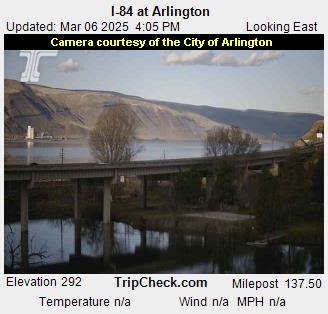 I-84 at Arlington
Updated: Mar 06 2025 4:05 PM Looking East
Camera courtesy of the City of Arlington
Elevation 292 TripCheck.com Milepost 137.50
Temperature n/a Wind n/a MPH n/a